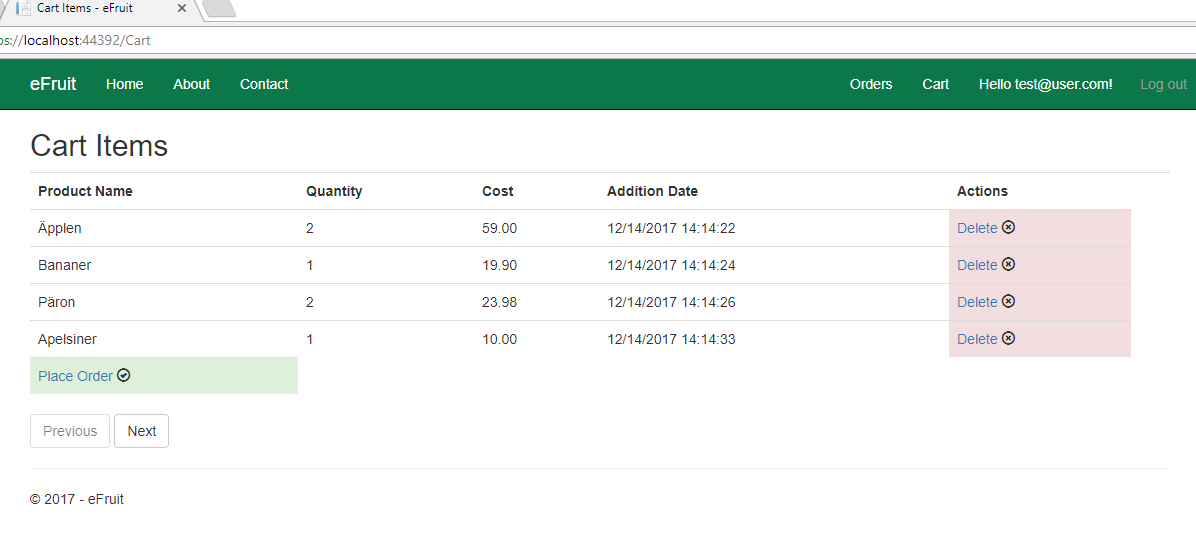 Cart Items - eFruit
ps://localhost:44392/Cart
eFruit Home About Contact Orders Cart Hello test@user.com! Log out
Cart Items
Product Name Quantity Cost Addition Date Actions
Äpplen 2 59.00 12/14/2017 14:14:22 Delete
Bananer 1 19.90 12/14/2017 14:14:24 Delete
Päron 2 23.98 12/14/2017 14:14:26 Delete
Apelsiner 1 10.00 12/14/2017 14:14:33 Delete
Place Order
Previous Next
© 2017 - eFruit